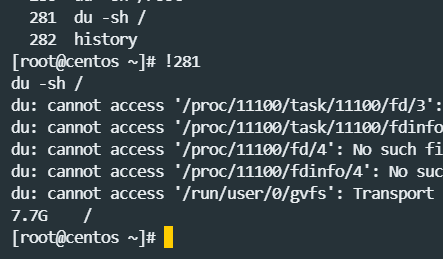 281 du -sh /
282 history
[root@centos ~]# !281
du -sh /
du: cannot access '/proc/11100/task/11100/fd/3':
du: cannot access '/proc/11100/task/11100/fdinfo
du: cannot access '/proc/11100/fd/4': No such fi
du: cannot access '/proc/11100/fdinfo/4': No suc
du: cannot access '/run/user/0/gvfs': Transport
7.7G /
[root@centos ~]#